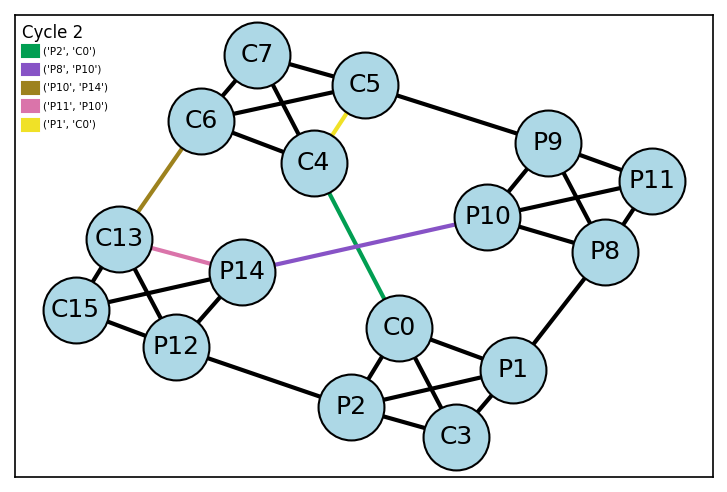 Cycle 2
('P2', 'C0')
('P8', 'P10')
('P10', 'P14')
('P11', 'P10')
('P1', 'C0')
C7
C5
C6
C4
P9
P11
P10
P8
C13
P14
C15
P12
C0
P1
P2
C3